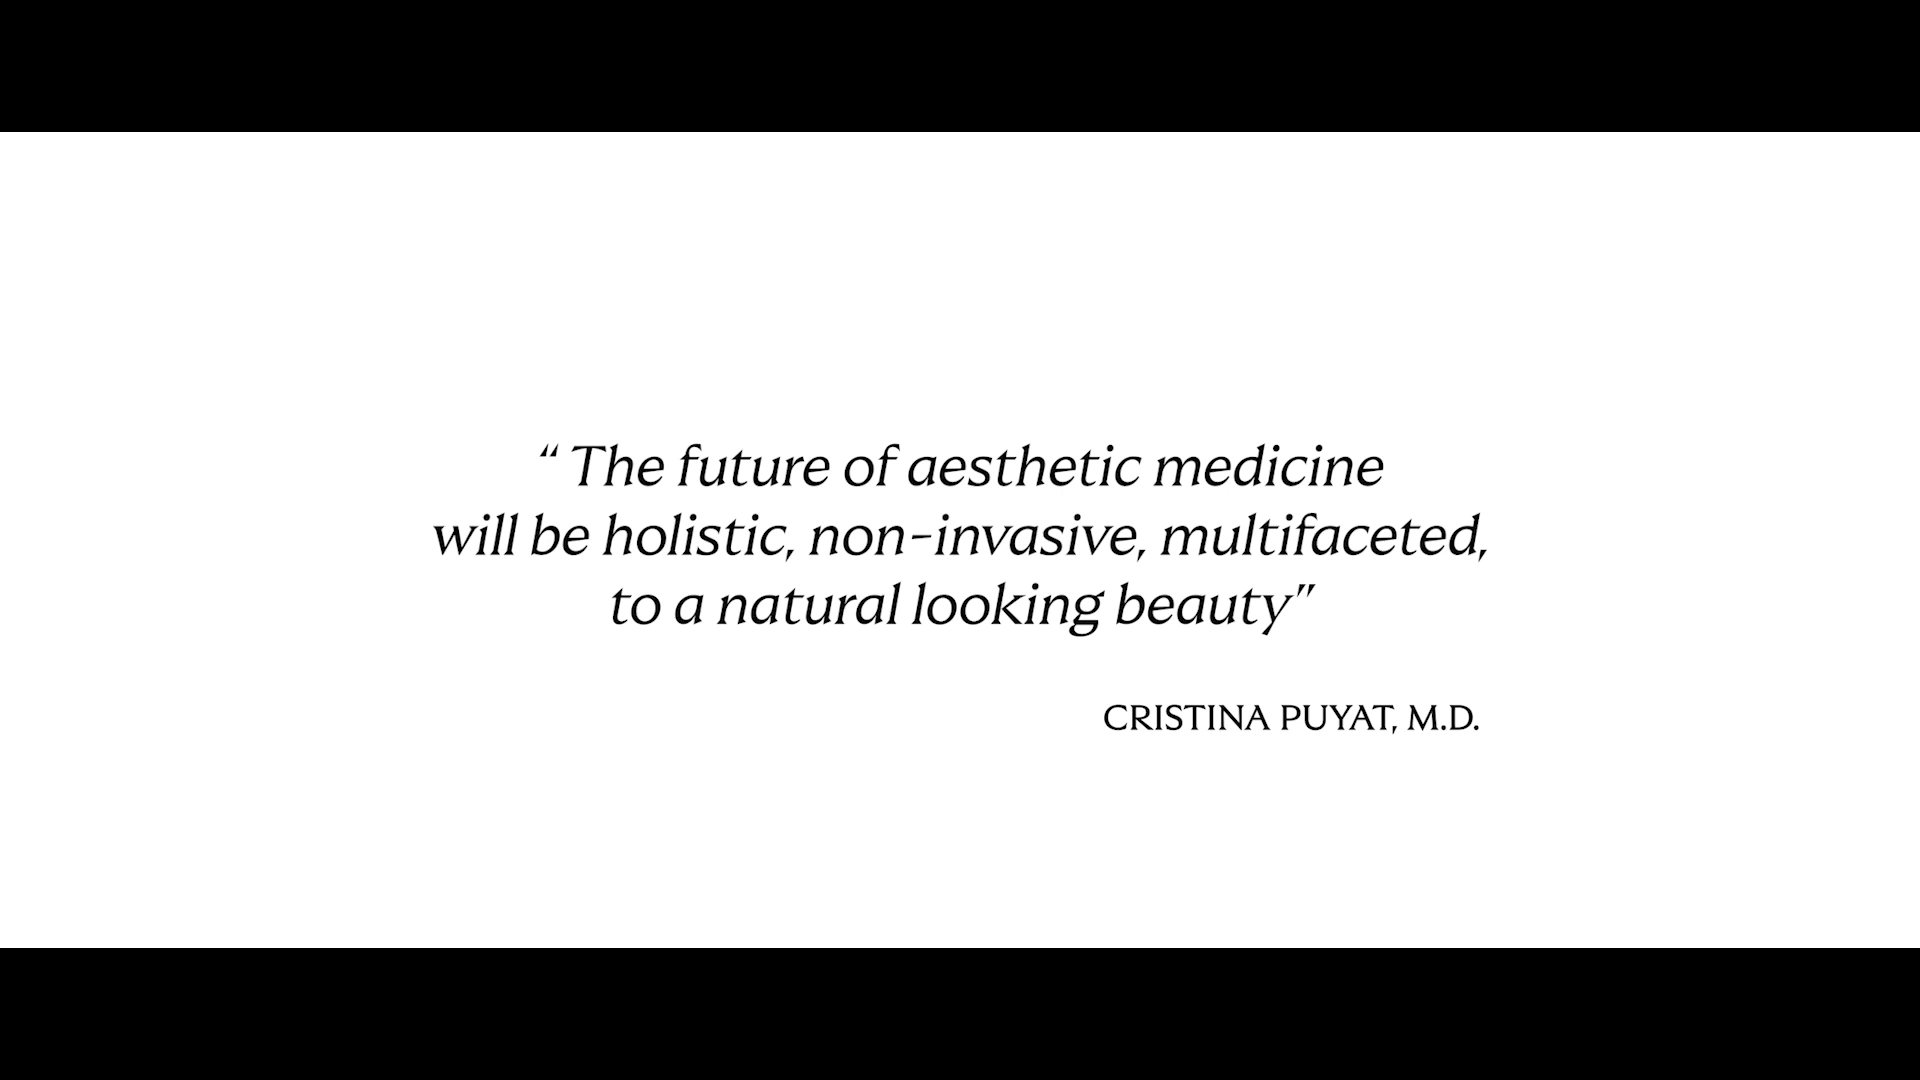 “ The future of aesthetic medicine
will be holistic, non-invasive, multifaceted,
to a natural looking beauty”
CRISTINA PUYAT, M.D.